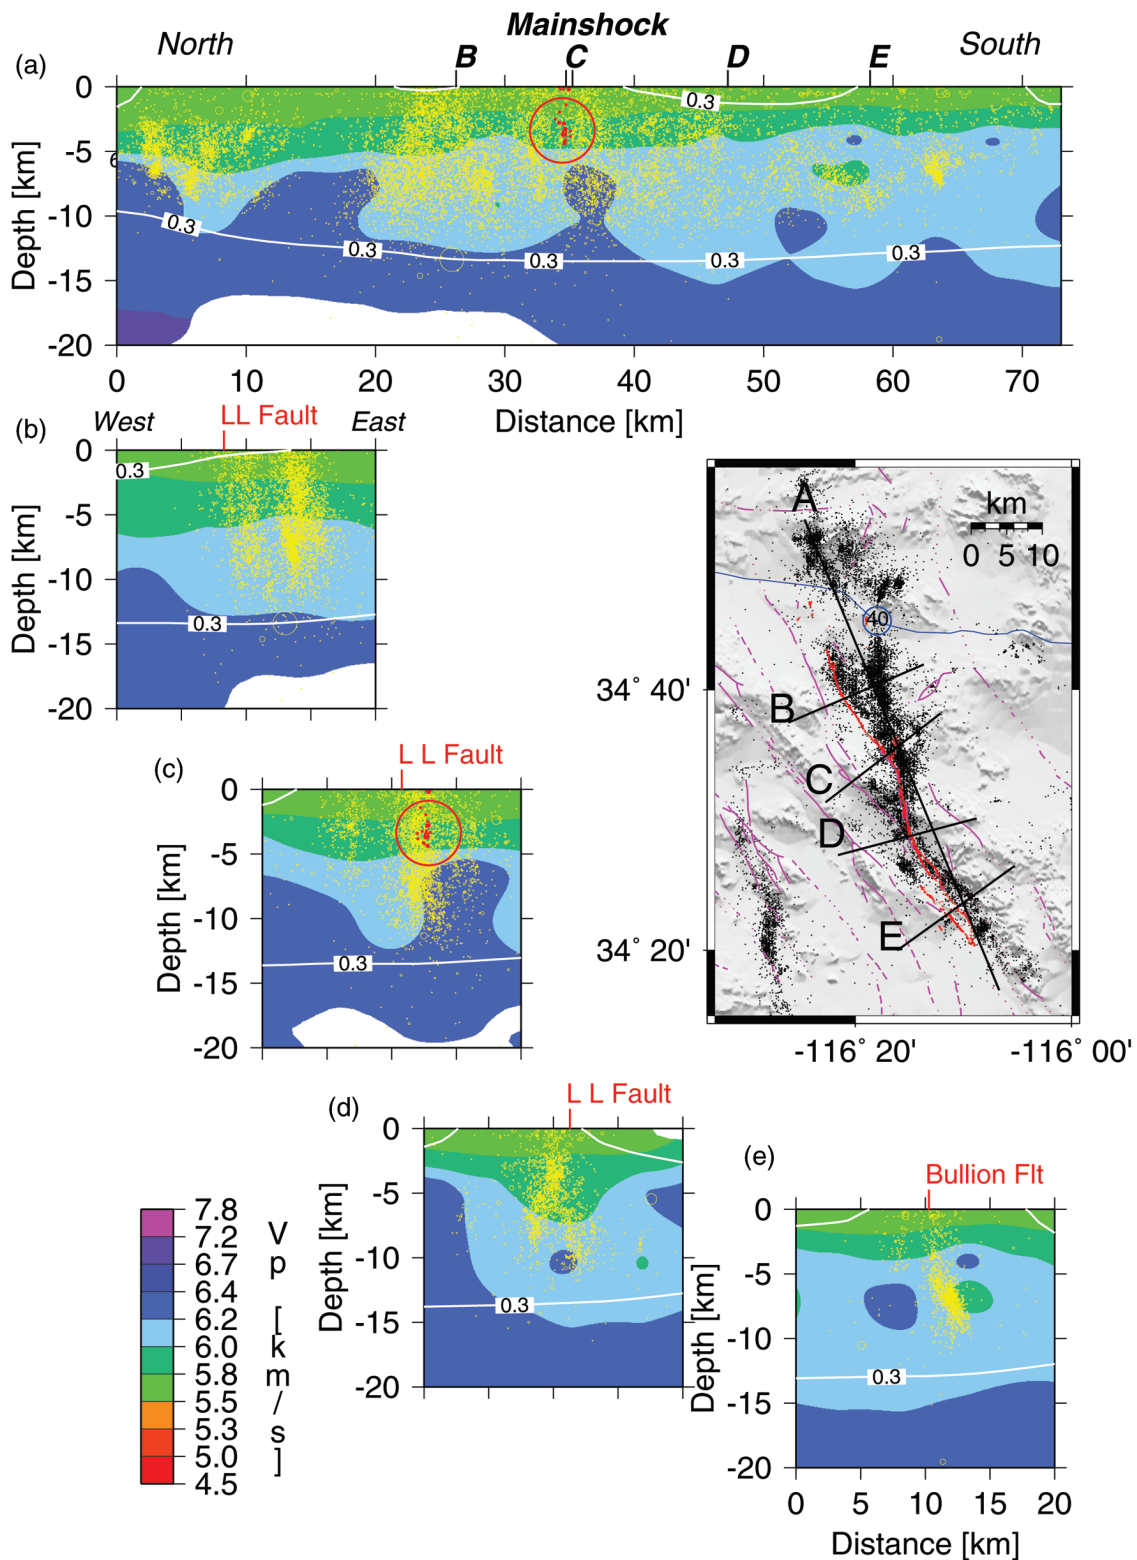 Mainshock
North B C D E South
(a)
0
-5
-10
-15
-20
Depth [km]
0.3
0.3
0.3
0.3
0.3
0.3
6
0 10 20 30 40 50 60 70
Distance [km]
West LL Fault East
(b)
0
-5
-10
-15
-20
Depth [km]
0.3
0.3
(c)
L L Fault
0
-5
-10
-15
-20
Depth [km]
0.3
A
km
0 5 10
40
B
C
D
E
34° 40'
34° 20'
-116° 20' -116° 00'
(d)
L L Fault
0
-5
-10
-15
-20
Depth [km]
0.3
(e)
Bullion Flt
0
-5
-10
-15
-20
Depth [km]
0.3
0 5 10 15 20
Distance [km]
7.8
7.2
6.7
6.4
6.2
6.0
5.8
5.5
5.3
5.0
4.5
V
p
[
k
m
/
s
]